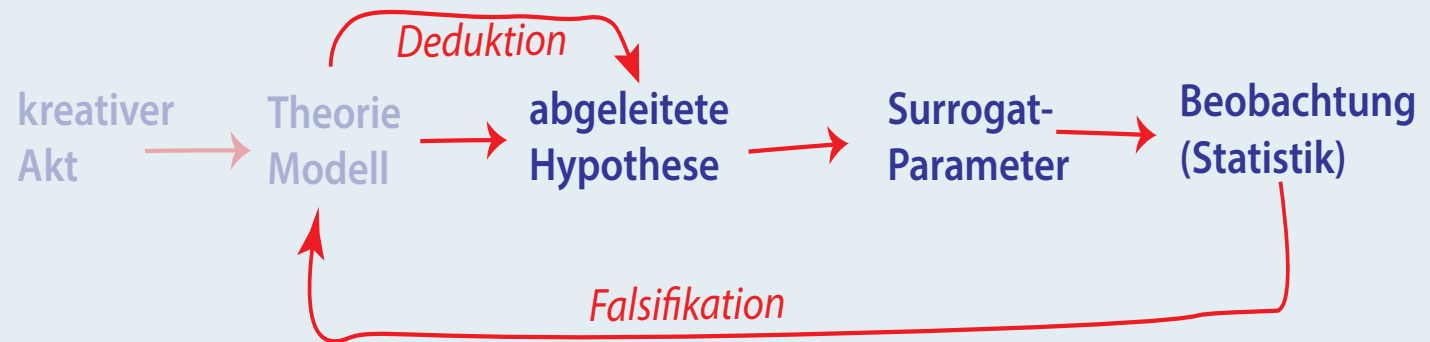 Deduktion
kreativer
Akt
Theorie
Modell
abgeleitete
Hypothese
Surrogat-
Parameter
Beobachtung
(Statistik)
Falsifikation